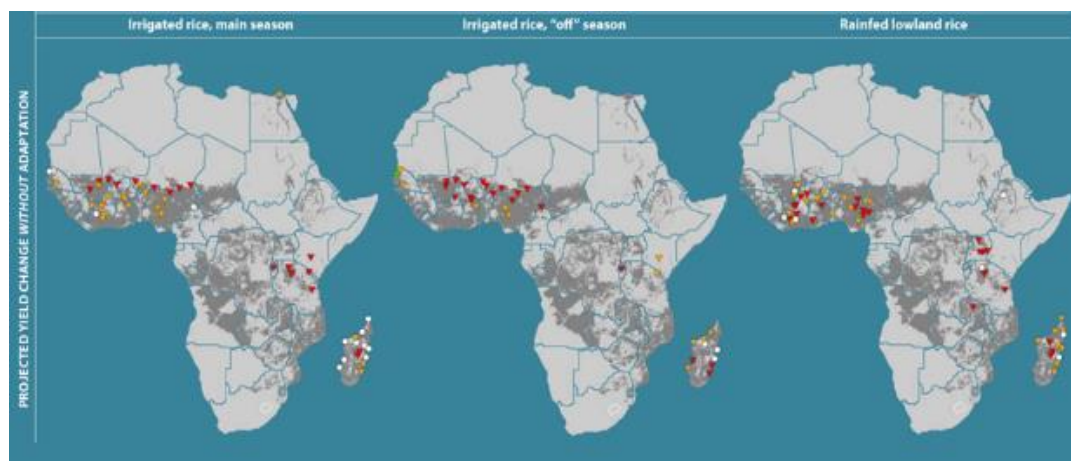 Irrigated rice, main season
Irrigated rice, “off” season
Rainfed lowland rice
PROJECTED YIELD CHANGE WITHOUT ADAPTATION